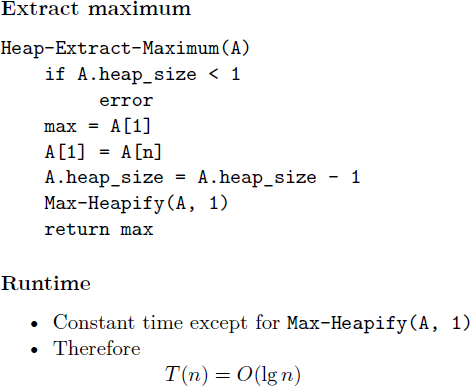 Extract maximum
Heap-Extract-Maximum(A)
if A.heap_size < 1
error
max = A[1]
A[1] = A[n]
A.heap_size = A.heap_size - 1
Max-Heapify(A, 1)
return max
Runtime
• Constant time except for Max-Heapify(A, 1)
• Therefore
T(n) = O(lg n)